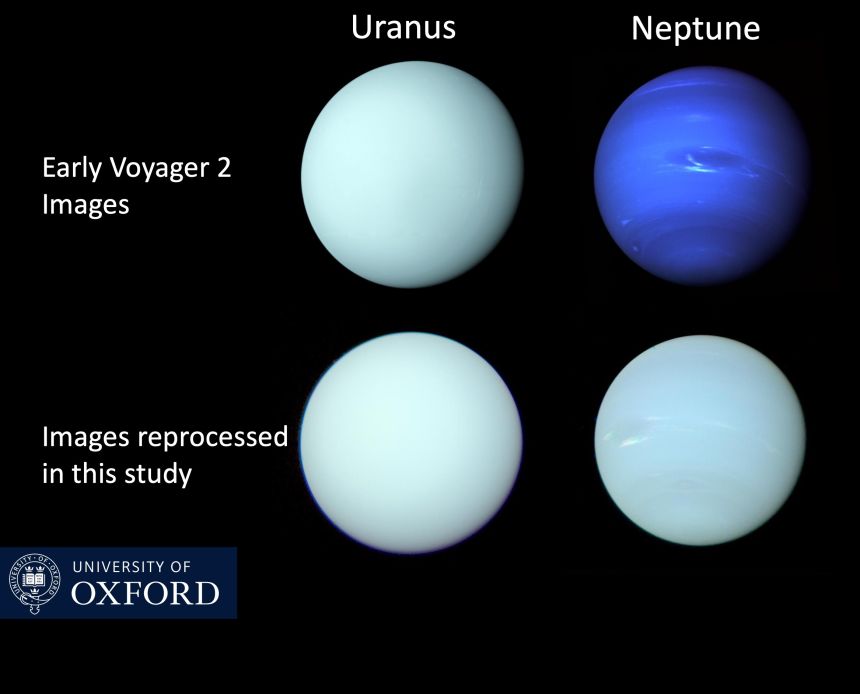 Uranus
Neptune
Early Voyager 2
Images
Images reprocessed
in this study
UNIVERSITY OF
OXFORD